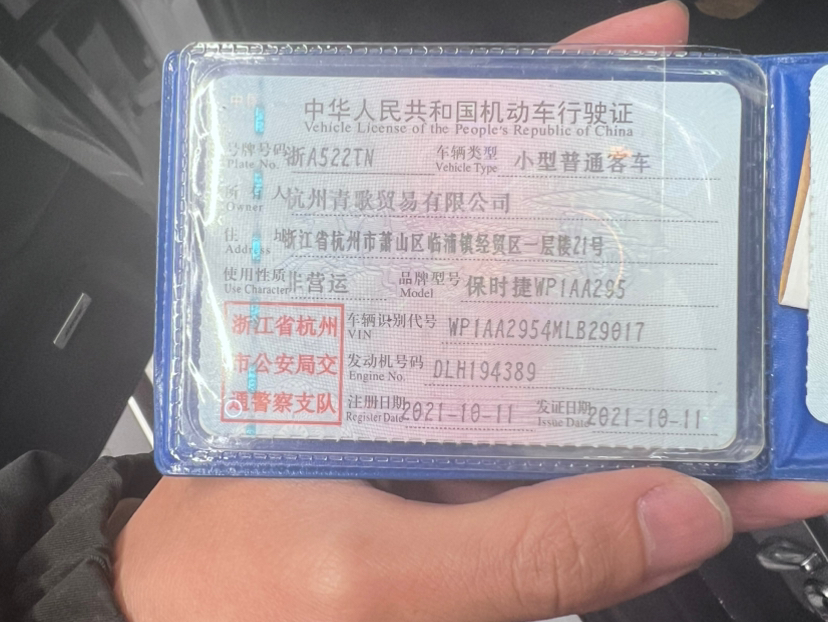 中华人民共和国机动车行驶证
Vehicle License of the People's Republic of China
号牌号码 浙A522TN 车辆类型 小型普通客车
Plate No. Vehicle Type
所 有 人 杭州青歌贸易有限公司
Owner
住 址 浙江省杭州市萧山区临浦镇经贸区一层楼21号
Address
使用性质 非营运 品牌型号 保时捷WP1AA295
Use Character Model
浙江省杭州 车辆识别代号 WP1AA2954MLB29017
VIN
市公安局交 发动机号码 DLH194389
Engine No.
通警察支队 注册日期 2021-10-11 发证日期 2021-10-11
Register Date Issue Date